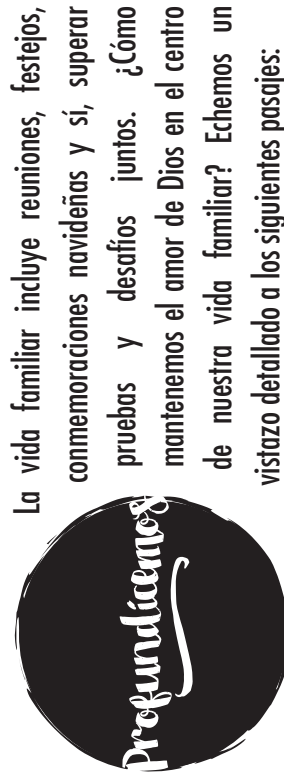 Profundicemos
La vida familiar incluye reuniones, festejos,
conmemoraciones navideñas y sí, superar
pruebas y desafíos juntos. ¿Cómo
mantenemos el amor de Dios en el centro
de nuestra vida familiar? Echemos un
vistazo detallado a los siguientes pasajes: